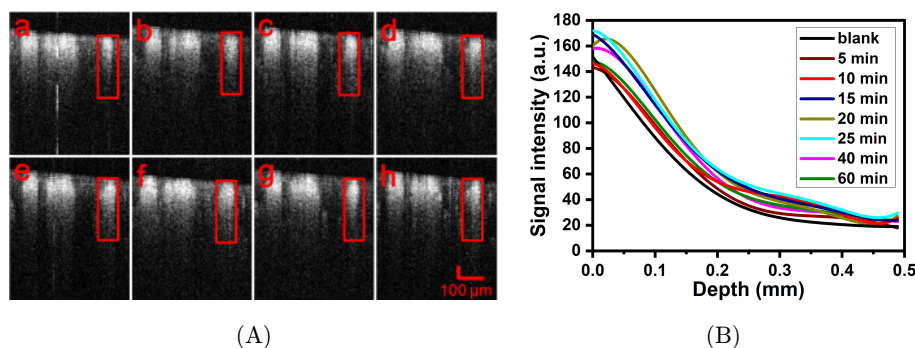 a b c d
e f g h
100 μm
(A)
Signal intensity (a.u.)
180
160
140
120
100
80
60
40
20
0
0.0 0.1 0.2 0.3 0.4 0.5
Depth (mm)
blank
5 min
10 min
15 min
20 min
25 min
40 min
60 min
(B)